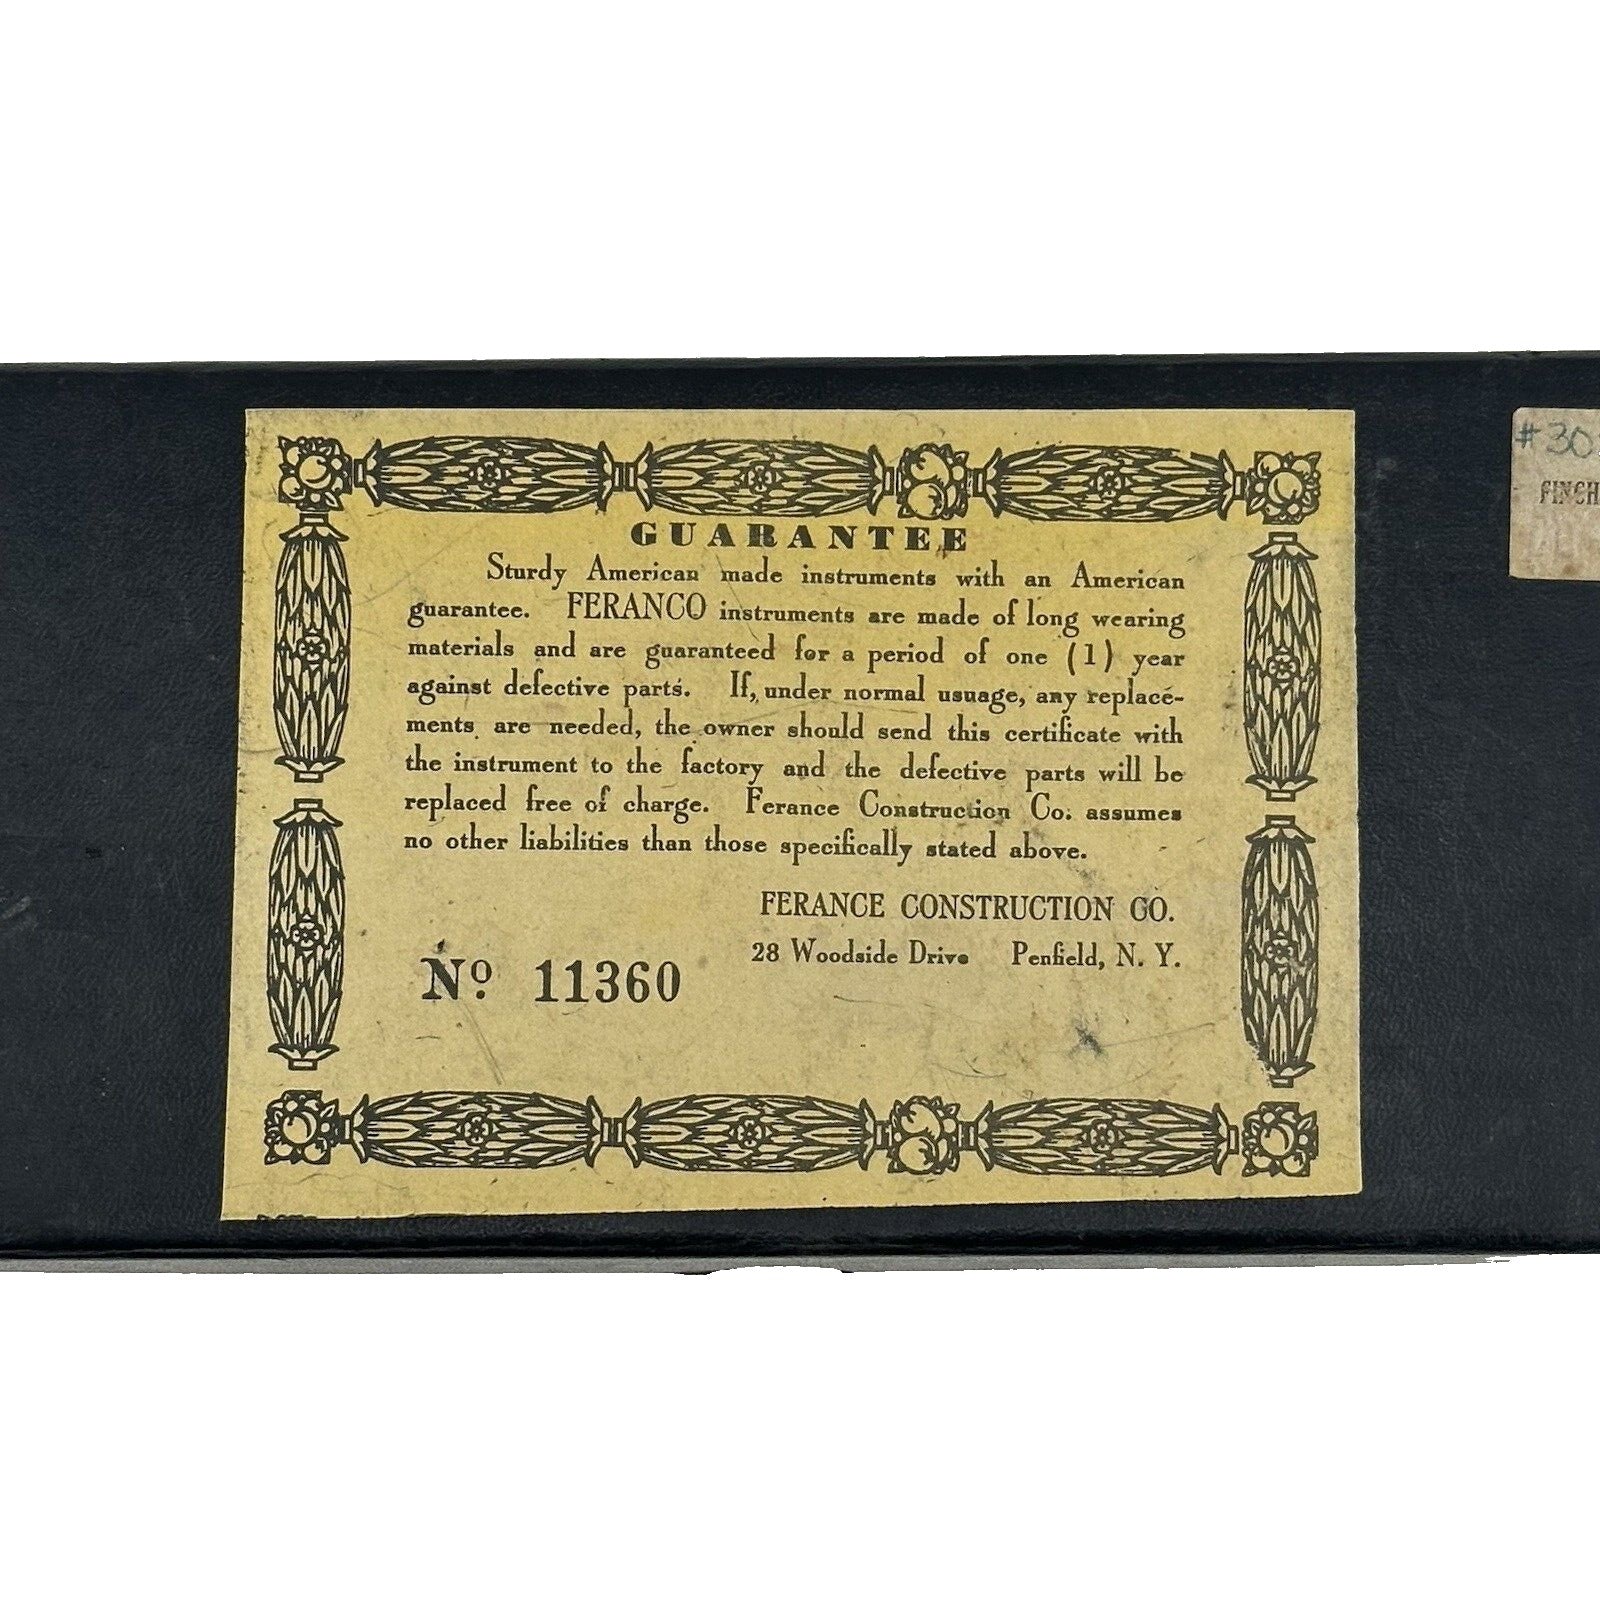 GUARANTEE
Sturdy American made instruments with an American
guarantee. FERANCO instruments are made of long wearing
materials and are guaranteed for a period of one (1) year
against defective parts. If, under normal usuage, any replace-
ments are needed, the owner should send this certificate with
the instrument to the factory and the defective parts will be
replaced free of charge. Ferance Construction Co. assumes
no other liabilities than those specifically stated above.
FERANCE CONSTRUCTION CO.
28 Woodside Drive Penfield, N. Y.
Nº 11360
#30
FINCH